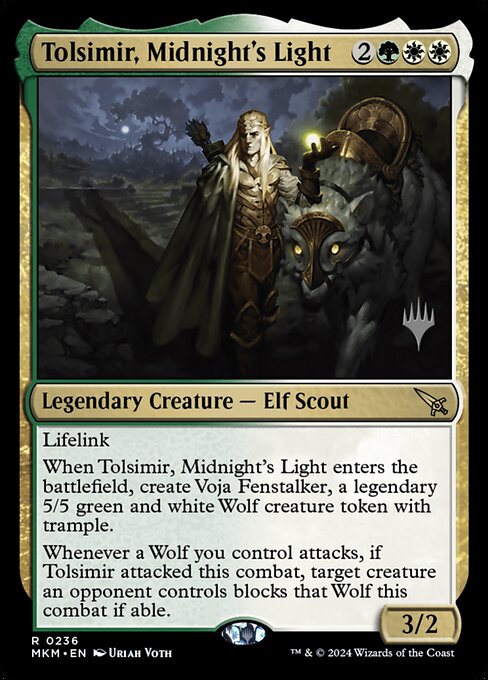 Tolsimir, Midnight's Light 2
Legendary Creature — Elf Scout
Lifelink
When Tolsimir, Midnight's Light enters the
battlefield, create Voja Fenstalker, a legendary
5/5 green and white Wolf creature token with
trample.
Whenever a Wolf you control attacks, if
Tolsimir attacked this combat, target creature
an opponent controls blocks that Wolf this
combat if able.
3/2
R 0236
MKM • EN Uriah Voth
™ & © 2024 Wizards of the Coast